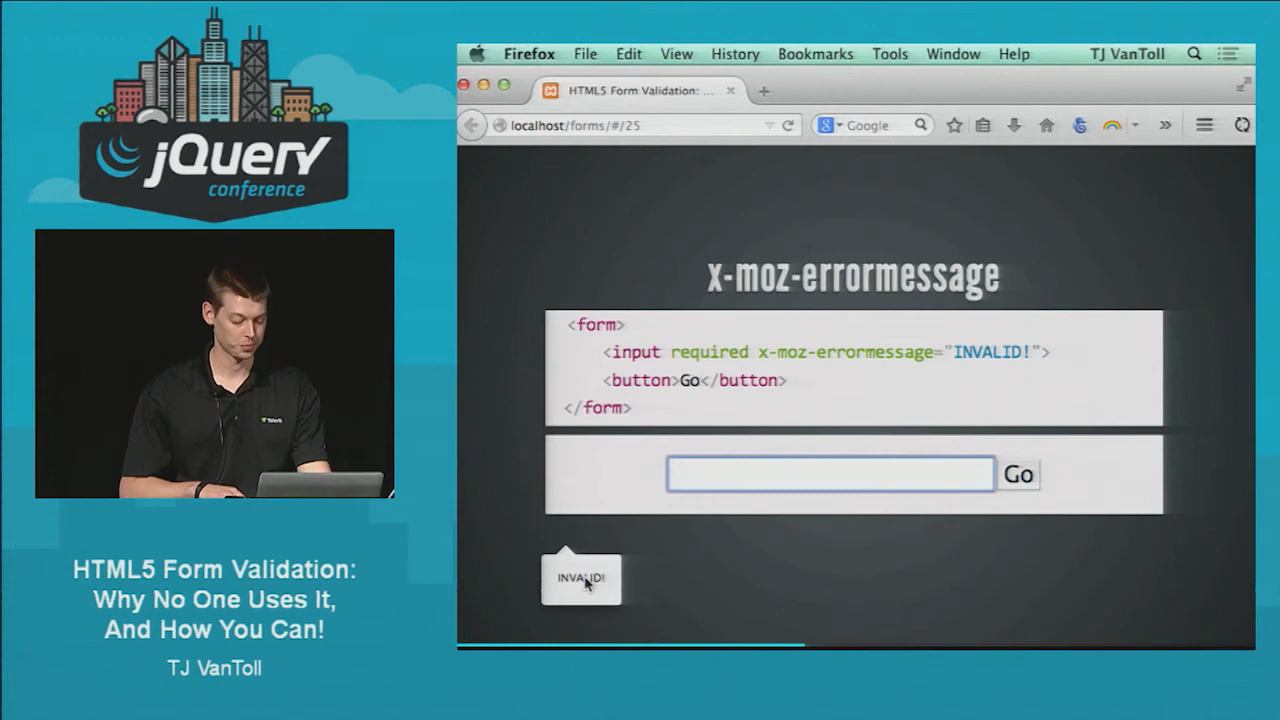 jQuery
conference
HTML5 Form Validation:
Why No One Uses It,
And How You Can!
TJ VanToll
Telerik
Firefox File Edit View History Bookmarks Tools Window Help TJ VanToll
HTML5 Form Validation: ...
localhost/forms/#/25
Google
x-moz-errormessage
<form>
<input required x-moz-errormessage="INVALID!">
<button>Go</button>
</form>
Go
INVALID!